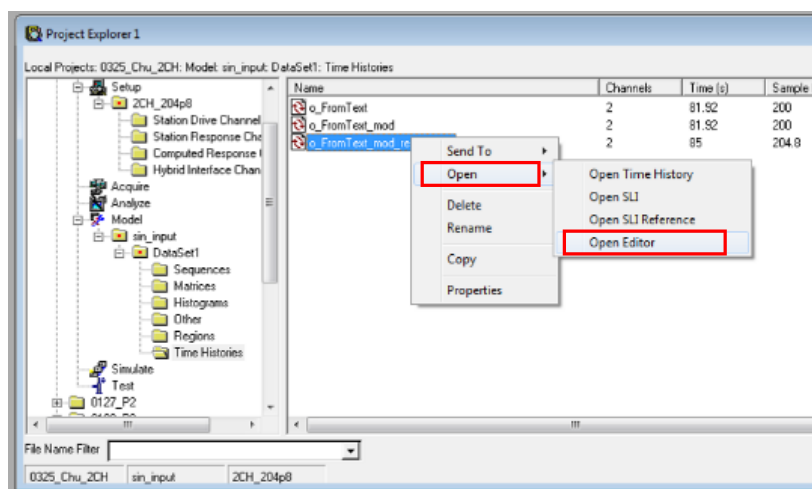 Project Explorer 1
Local Projects: 0325_Chu_2CH: Model: sin_input: DataSet1: Time Histories
Setup
2CH_204p8
Station Drive Channel
Station Response Cha
Computed Response
Hybrid Interface Chan
Acquire
Analyze
Model
sin_input
DataSet1
Sequences
Matrices
Histograms
Other
Regions
Time Histories
Simulate
Test
0127_P2
Name Channels Time (s) Sample
o_FromText 2 81.92 200
o_FromText_mod 2 81.92 200
o_FromText_mod_re 2 85 204.8
Send To
Open
Delete
Rename
Copy
Properties
Open Time History
Open SLI
Open SLI Reference
Open Editor
File Name Filter
0325_Chu_2CH sin_input 2CH_204p8